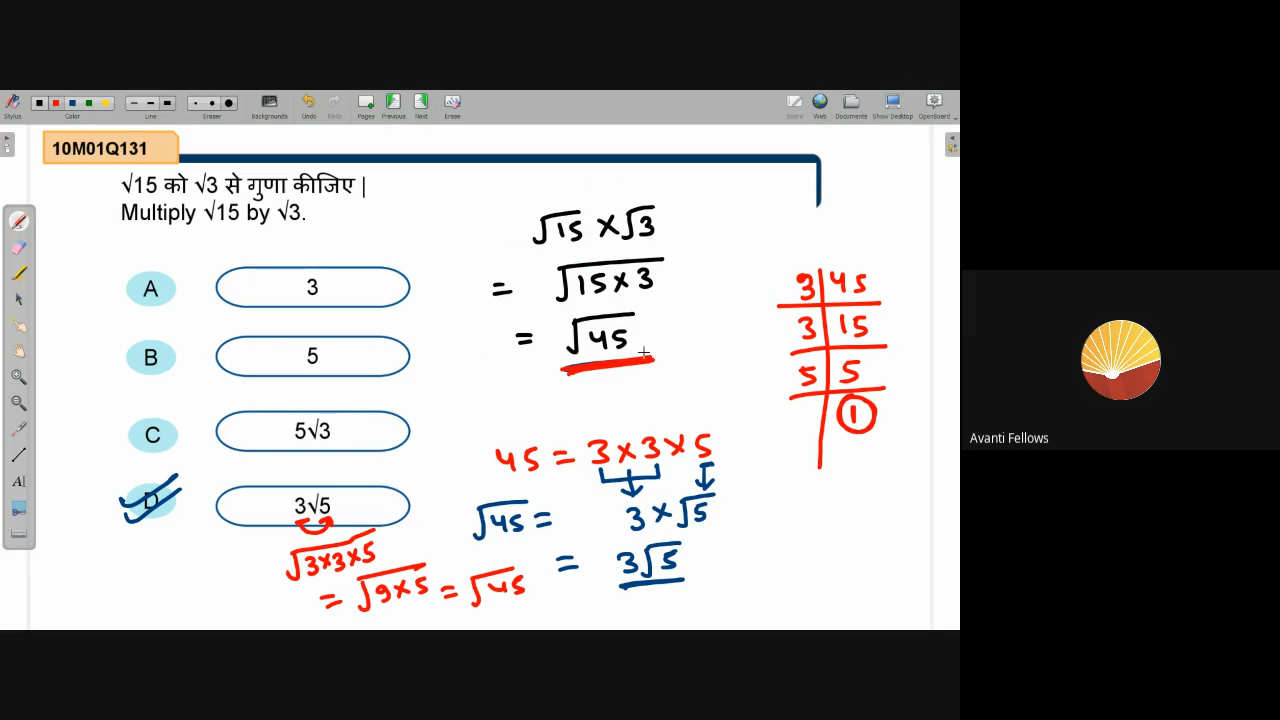 Stylus Color Line Eraser Backgrounds Undo Redo Pages Previous Next Erase Board Web Documents Show Desktop OpenBoard
10M01Q131
√15 को √3 से गुणा कीजिए |
Multiply √15 by √3.
A 3
B 5
C 5√3
D 3√5
√15 × √3
= √15 × 3
= √45
3 | 45
3 | 15
5 | 5
1
45 = 3 × 3 × 5
√45 = 3 × √5
= 3√5
√3×3×5
= √9×5 = √45
Avanti Fellows